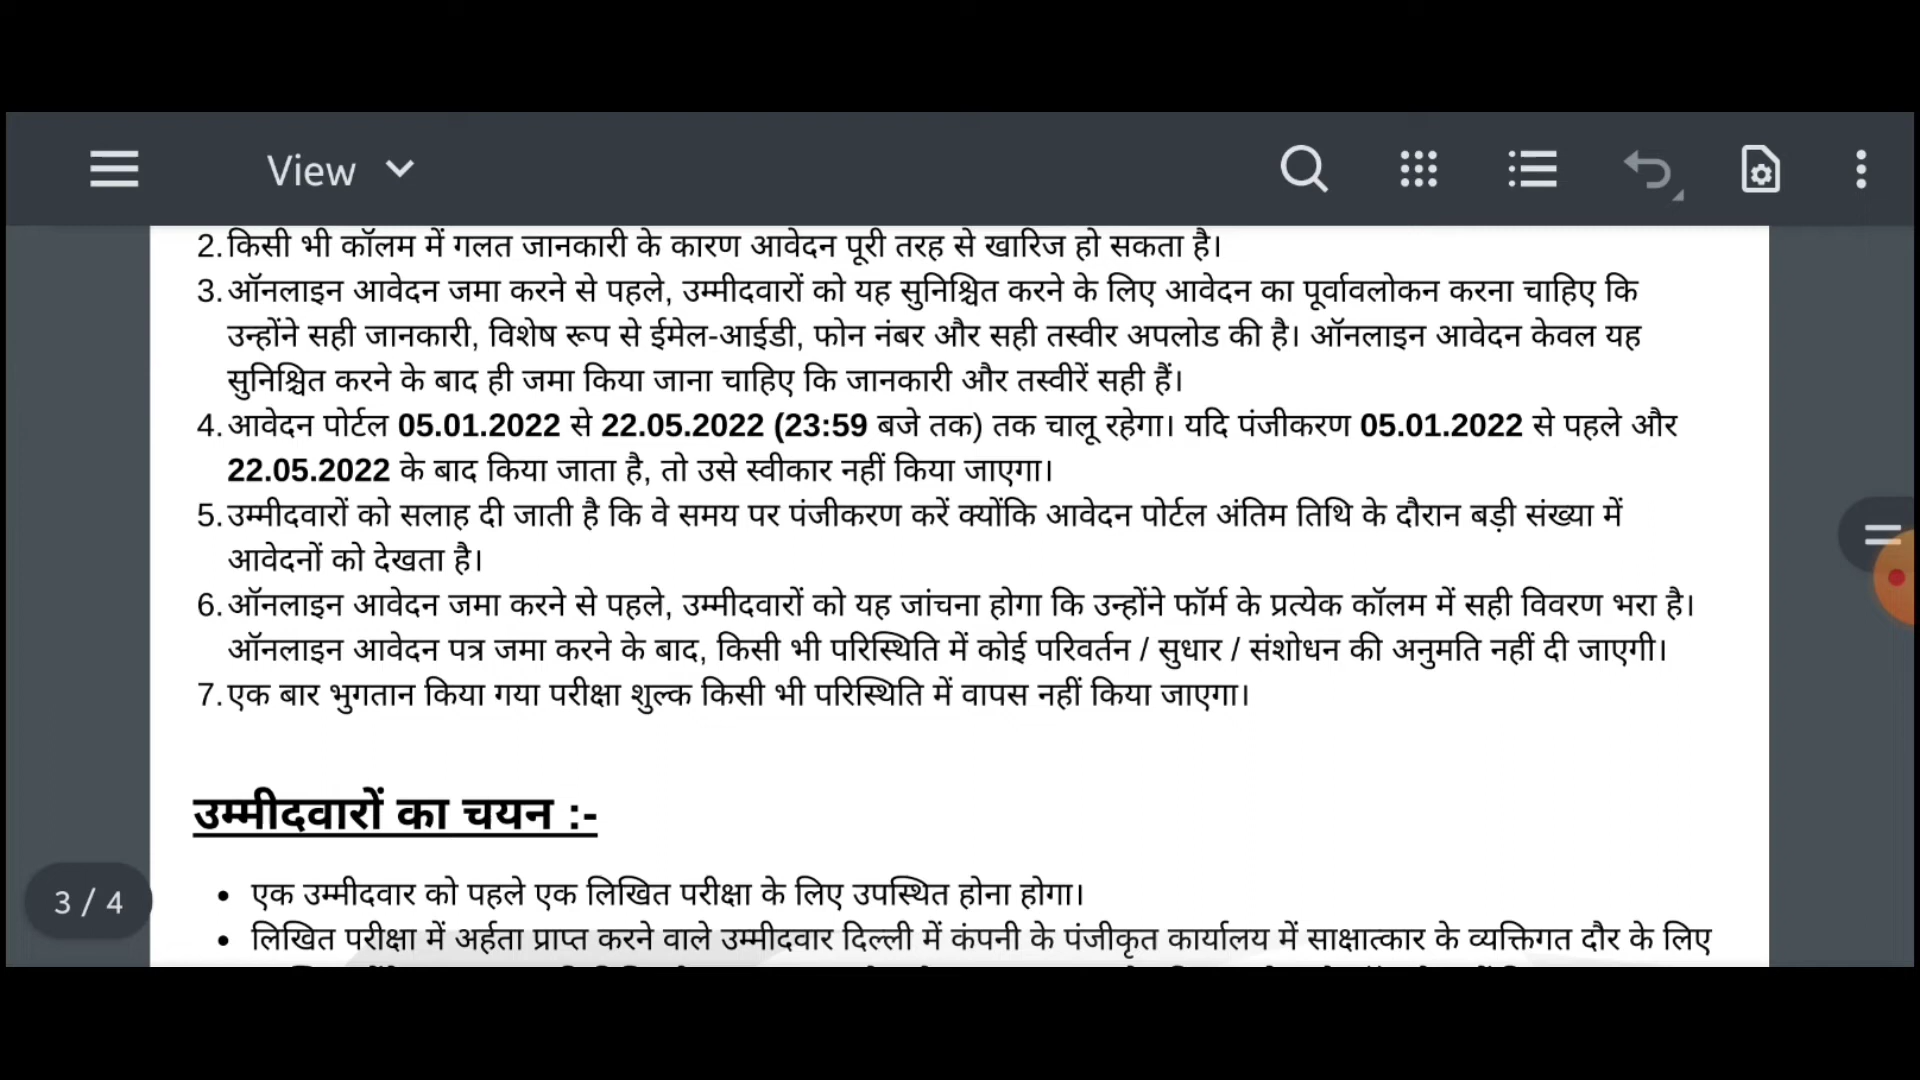 View
2. किसी भी कॉलम में गलत जानकारी के कारण आवेदन पूरी तरह से खारिज हो सकता है।
3. ऑनलाइन आवेदन जमा करने से पहले, उम्मीदवारों को यह सुनिश्चित करने के लिए आवेदन का पूर्वावलोकन करना चाहिए कि
उन्होंने सही जानकारी, विशेष रूप से ईमेल-आईडी, फोन नंबर और सही तस्वीर अपलोड की है। ऑनलाइन आवेदन केवल यह
सुनिश्चित करने के बाद ही जमा किया जाना चाहिए कि जानकारी और तस्वीरें सही हैं।
4. आवेदन पोर्टल 05.01.2022 से 22.05.2022 (23:59 बजे तक) तक चालू रहेगा। यदि पंजीकरण 05.01.2022 से पहले और
22.05.2022 के बाद किया जाता है, तो उसे स्वीकार नहीं किया जाएगा।
5. उम्मीदवारों को सलाह दी जाती है कि वे समय पर पंजीकरण करें क्योंकि आवेदन पोर्टल अंतिम तिथि के दौरान बड़ी संख्या में
आवेदनों को देखता है।
6. ऑनलाइन आवेदन जमा करने से पहले, उम्मीदवारों को यह जांचना होगा कि उन्होंने फॉर्म के प्रत्येक कॉलम में सही विवरण भरा है।
ऑनलाइन आवेदन पत्र जमा करने के बाद, किसी भी परिस्थिति में कोई परिवर्तन / सुधार / संशोधन की अनुमति नहीं दी जाएगी।
7. एक बार भुगतान किया गया परीक्षा शुल्क किसी भी परिस्थिति में वापस नहीं किया जाएगा।
उम्मीदवारों का चयन :-
• एक उम्मीदवार को पहले एक लिखित परीक्षा के लिए उपस्थित होना होगा।
3 / 4
• लिखित परीक्षा में अर्हता प्राप्त करने वाले उम्मीदवार दिल्ली में कंपनी के पंजीकृत कार्यालय में साक्षात्कार के व्यक्तिगत दौर के लिए